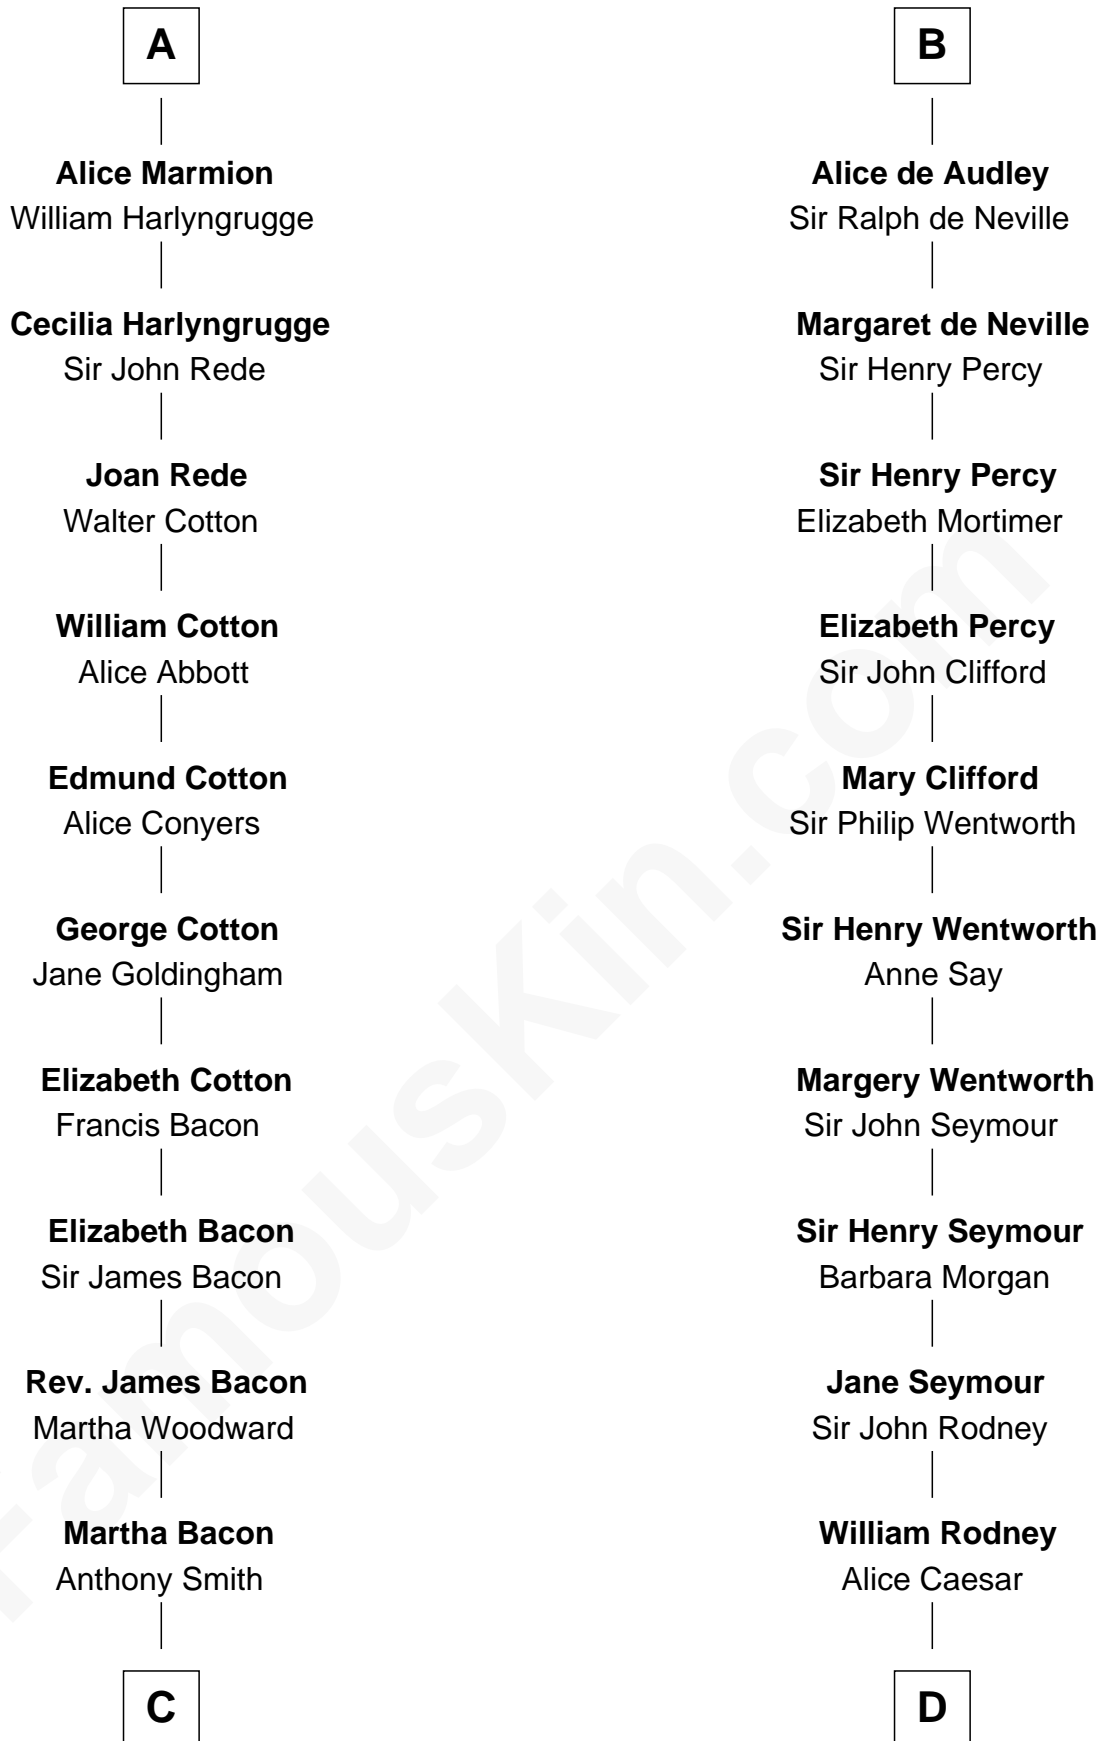 A
Alice Marmion
William Harlyngrugge
Cecilia Harlyngrugge
Sir John Rede
Joan Rede
Walter Cotton
William Cotton
Alice Abbott
Edmund Cotton
Alice Conyers
George Cotton
Jane Goldingham
Elizabeth Cotton
Francis Bacon
Elizabeth Bacon
Sir James Bacon
Rev. James Bacon
Martha Woodward
Martha Bacon
Anthony Smith
C
B
Alice de Audley
Sir Ralph de Neville
Margaret de Neville
Sir Henry Percy
Sir Henry Percy
Elizabeth Mortimer
Elizabeth Percy
Sir John Clifford
Mary Clifford
Sir Philip Wentworth
Sir Henry Wentworth
Anne Say
Margery Wentworth
Sir John Seymour
Sir Henry Seymour
Barbara Morgan
Jane Seymour
Sir John Rodney
William Rodney
Alice Caesar
D
FamousKin.com